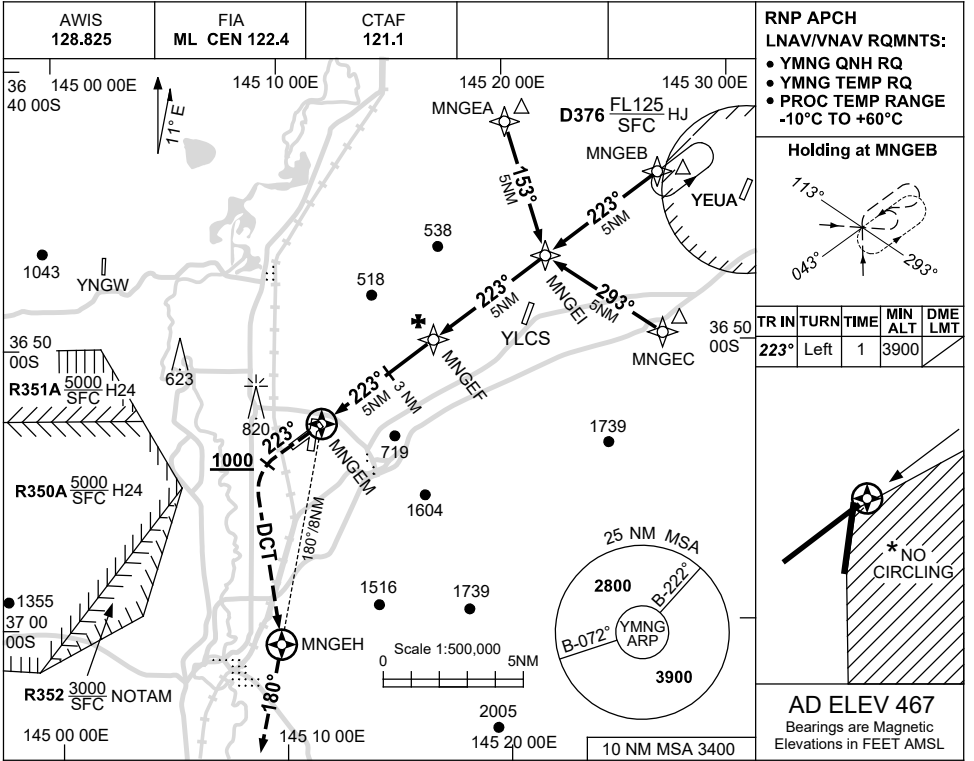 AWIS
128.825
FIA
ML CEN 122.4
CTAF
121.1
RNP APCH
LNAV/VNAV RQMNTS:
• YMNG QNH RQ
• YMNG TEMP RQ
• PROC TEMP RANGE
-10°C TO +60°C
36
40 00S
145 00 00E
145 10 00E
145 20 00E
145 30 00E
11° E
MNGEA
D376 FL125 HJ
SFC
MNGEB
YEUA
153°
5NM
223°
5NM
538
1043
YNGW
518
223°
5NM
MNGEI
293°
5NM
YLCS
MNGEC
36 50
00S
36 50
00S
MNGEF
R351A 5000 H24
SFC
623
820
223°
5NM
3 NM
223°
1000
MNGEM
719
1739
1604
R350A 5000 H24
SFC
DCT
180°/8NM
1355
37 00
00S
1516
1739
MNGEH
180°
R352 3000 NOTAM
SFC
Scale 1:500,000
0
5NM
25 NM MSA
2800
B-222°
B-072°
YMNG
ARP
3900
2005
145 00 00E
145 10 00E
145 20 00E
10 NM MSA 3400
Holding at MNGEB
113°
043°
293°
TR IN TURN TIME MIN ALT DME LMT
223° Left 1 3900
*NO
CIRCLING
AD ELEV 467
Bearings are Magnetic
Elevations in FEET AMSL